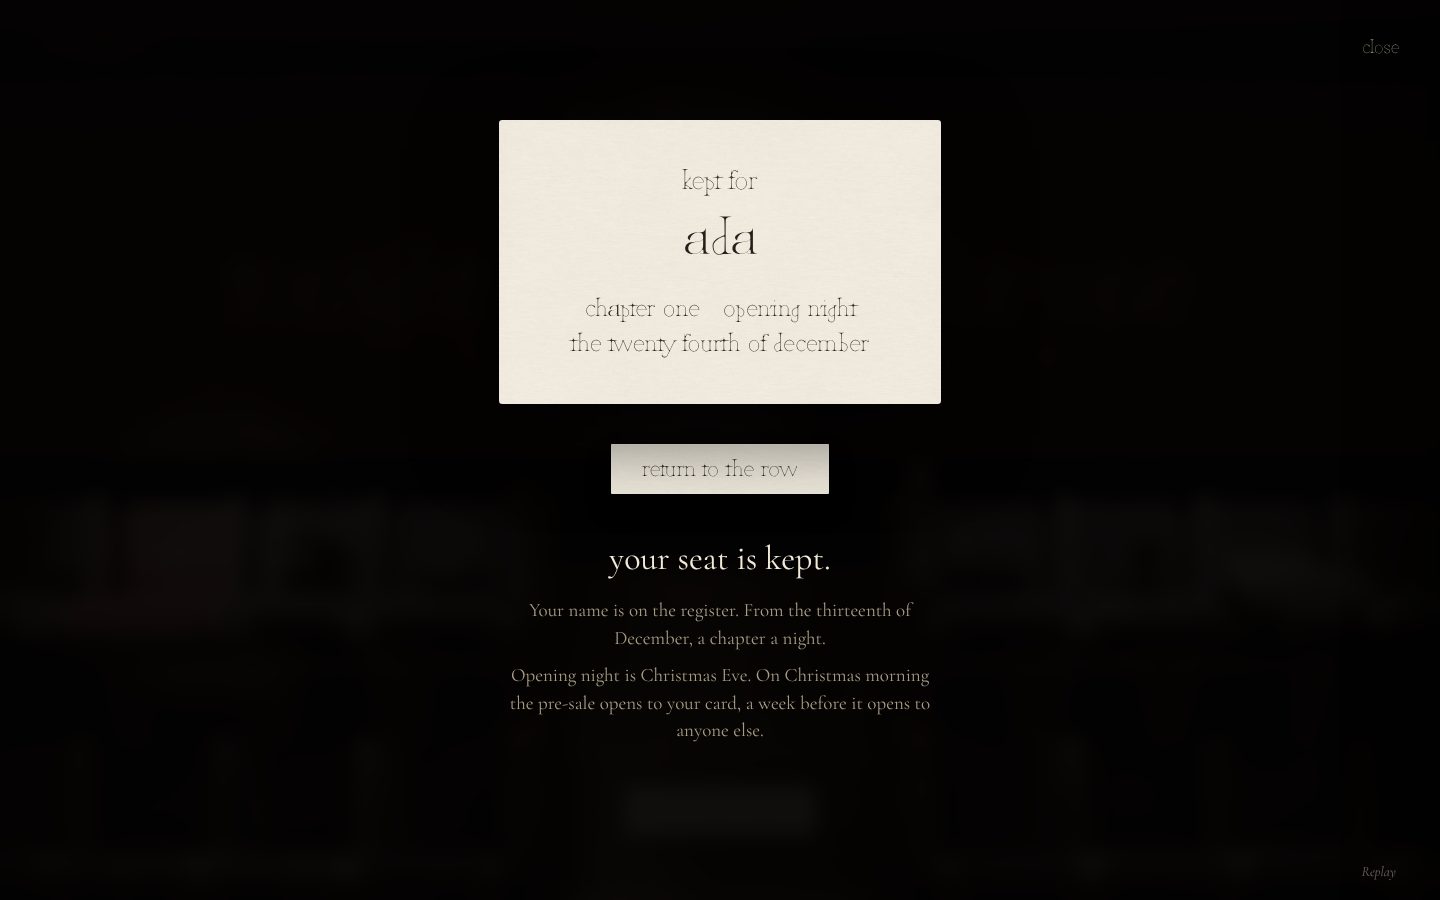 close
kept for
ada
chapter one opening night
the twenty fourth of december
return to the row
your seat is kept.
Your name is on the register. From the thirteenth of
December, a chapter a night.
Opening night is Christmas Eve. On Christmas morning
the pre-sale opens to your card, a week before it opens to
anyone else.
Replay